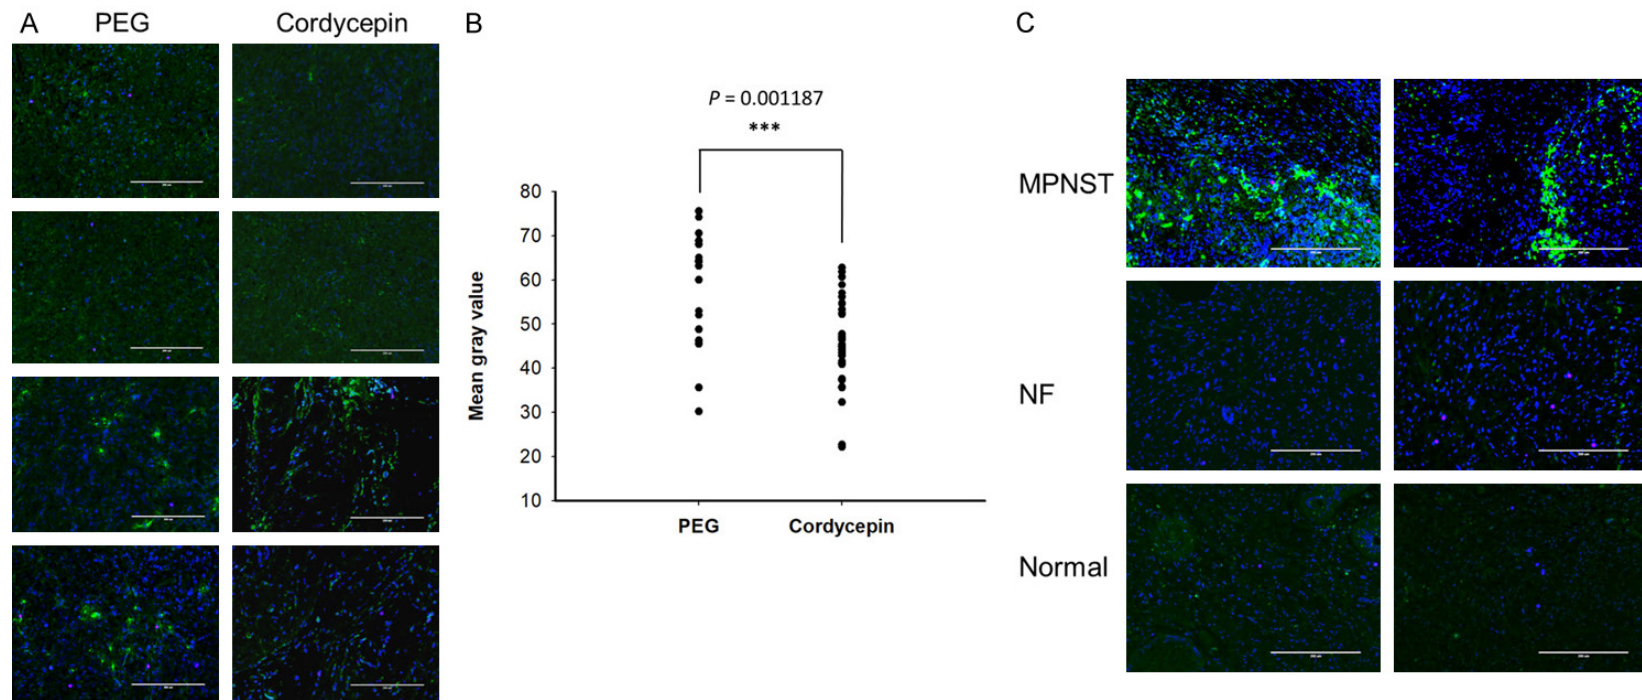 A
PEG
Cordycepin
B
P = 0.001187
***
Mean gray value
80
70
60
50
40
30
20
10
PEG
Cordycepin
C
MPNST
NF
Normal